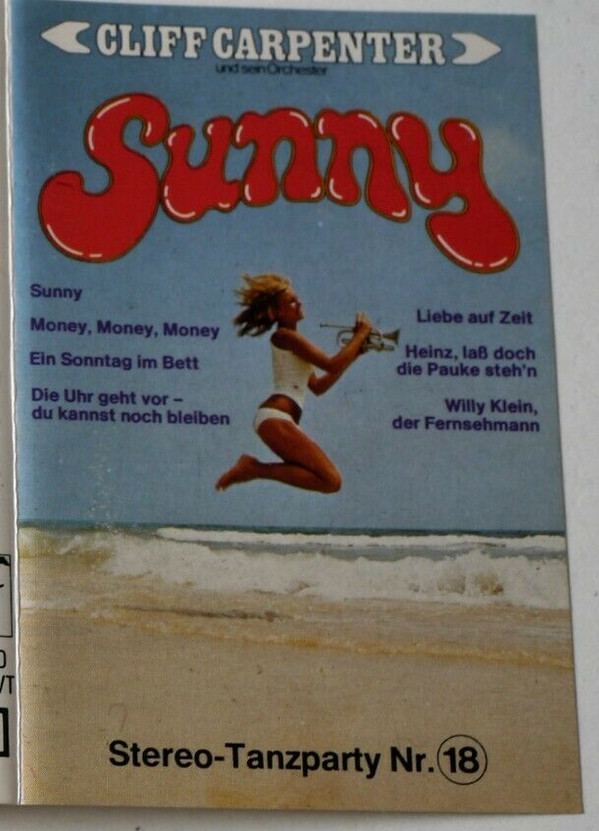 CLIFF CARPENTER
und sein Orchester
Sunny
Sunny
Money, Money, Money
Ein Sonntag im Bett
Die Uhr geht vor –
du kannst noch bleiben
Liebe auf Zeit
Heinz, laß doch
die Pauke steh'n
Willy Klein,
der Fernsehmann
Stereo-Tanzparty Nr. 18